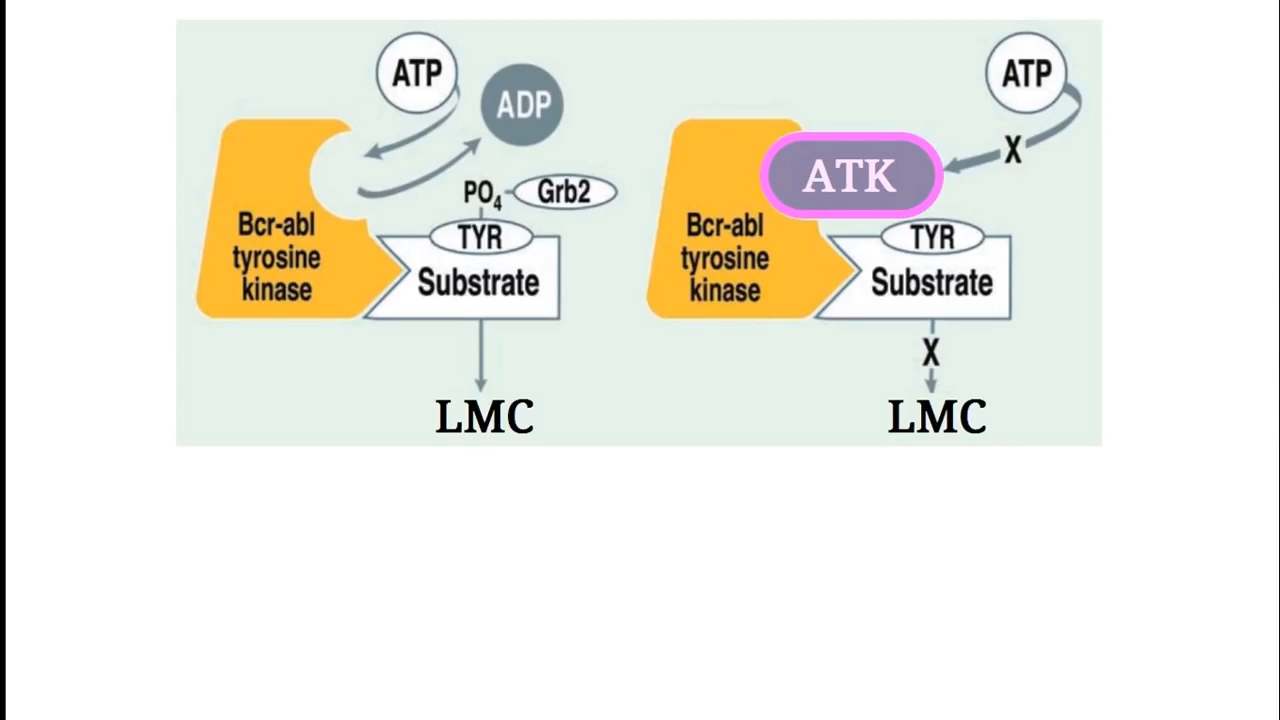 ATP
ADP
PO4
Grb2
Bcr-abl
tyrosine
kinase
TYR
Substrate
LMC
ATP
X
ATK
Bcr-abl
tyrosine
kinase
TYR
Substrate
X
LMC